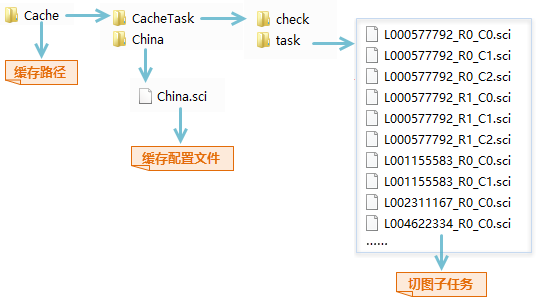 Cache
缓存路径
CacheTask
China
China.sci
缓存配置文件
check
task
L000577792_R0_C0.sci
L000577792_R0_C1.sci
L000577792_R0_C2.sci
L000577792_R1_C0.sci
L000577792_R1_C1.sci
L000577792_R1_C2.sci
L001155583_R0_C0.sci
L001155583_R0_C1.sci
L002311167_R0_C0.sci
L004622334_R0_C0.sci
......
切图子任务